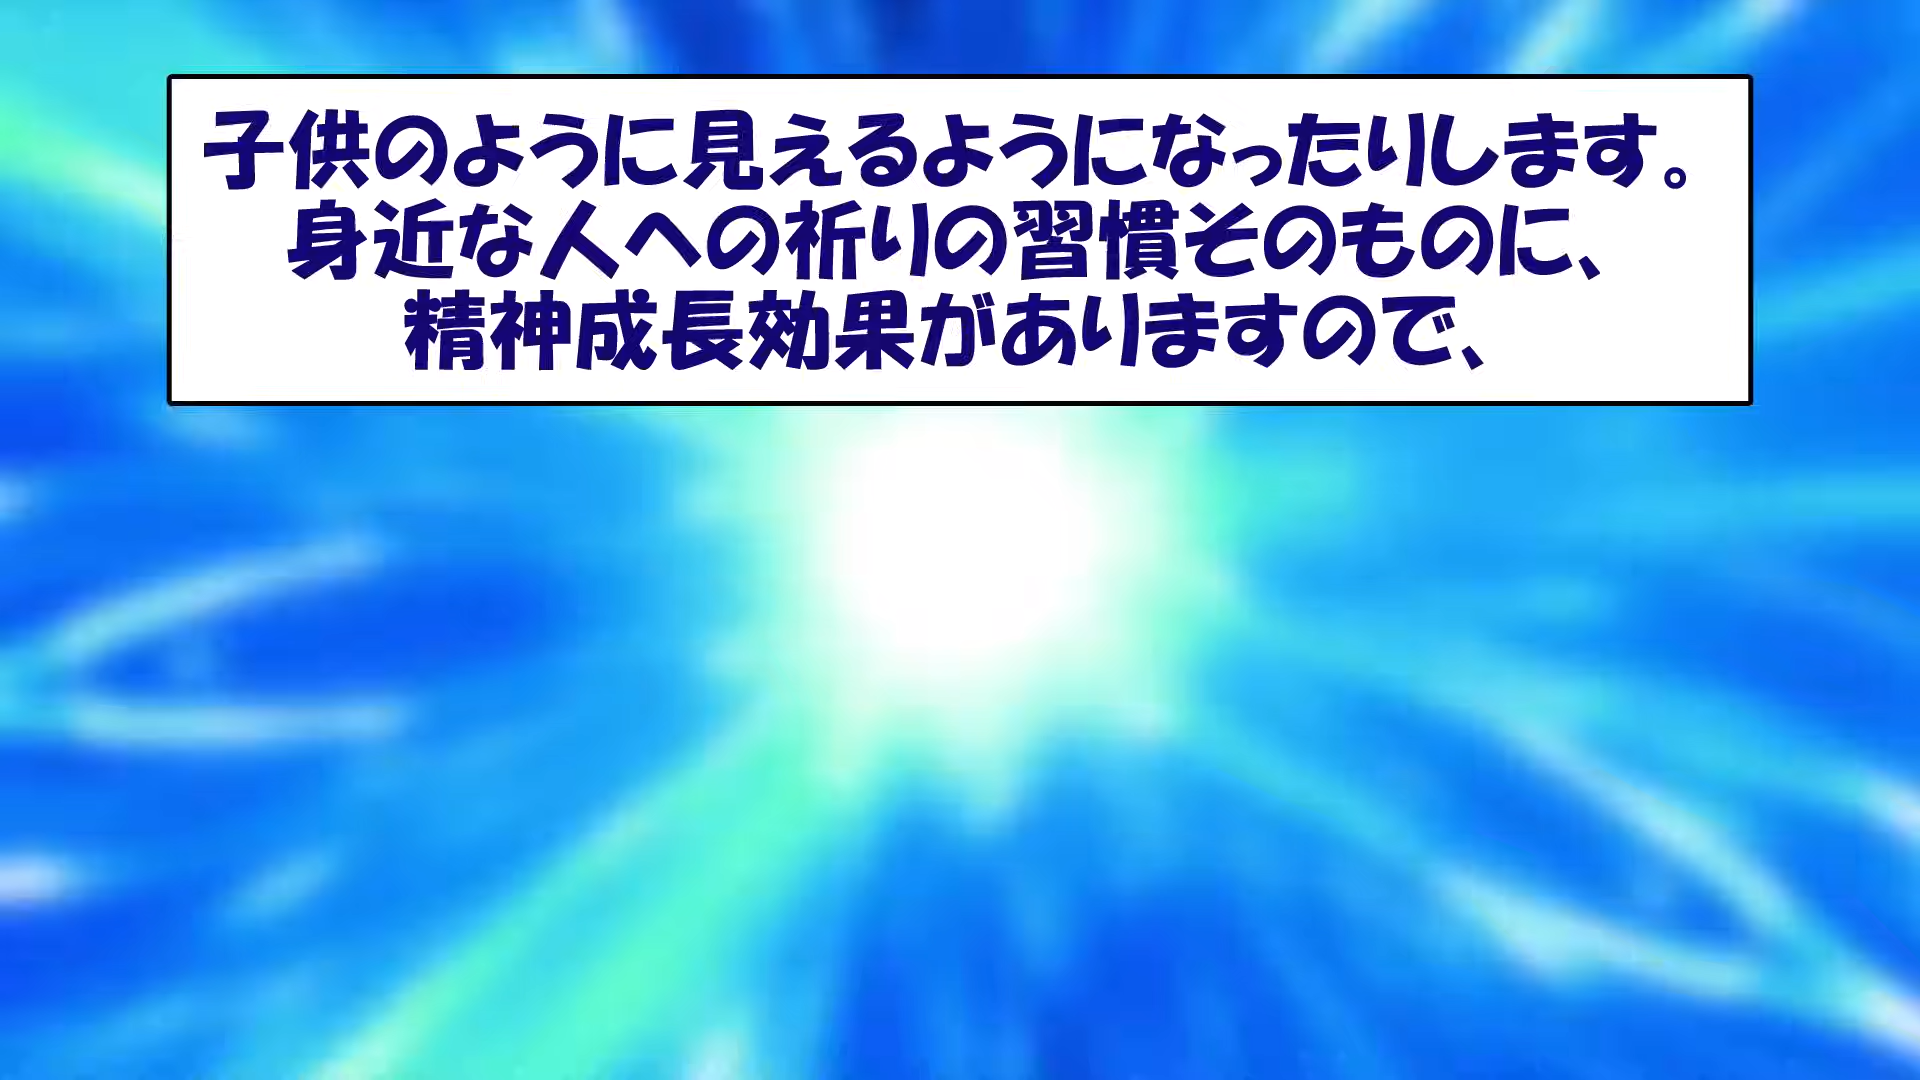 子供のように見えるようになったりします。
身近な人への祈りの習慣そのものに、
精神成長効果がありますので、